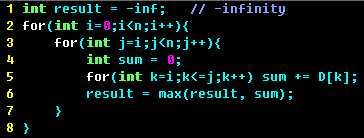 1 int result = -inf;   // -infinity
2 for(int i=0;i<n;i++){
3     for(int j=i;j<n;j++){
4         int sum = 0;
5         for(int k=i;k<=j;k++) sum += D[k];
6         result = max(result, sum);
7     }
8 }